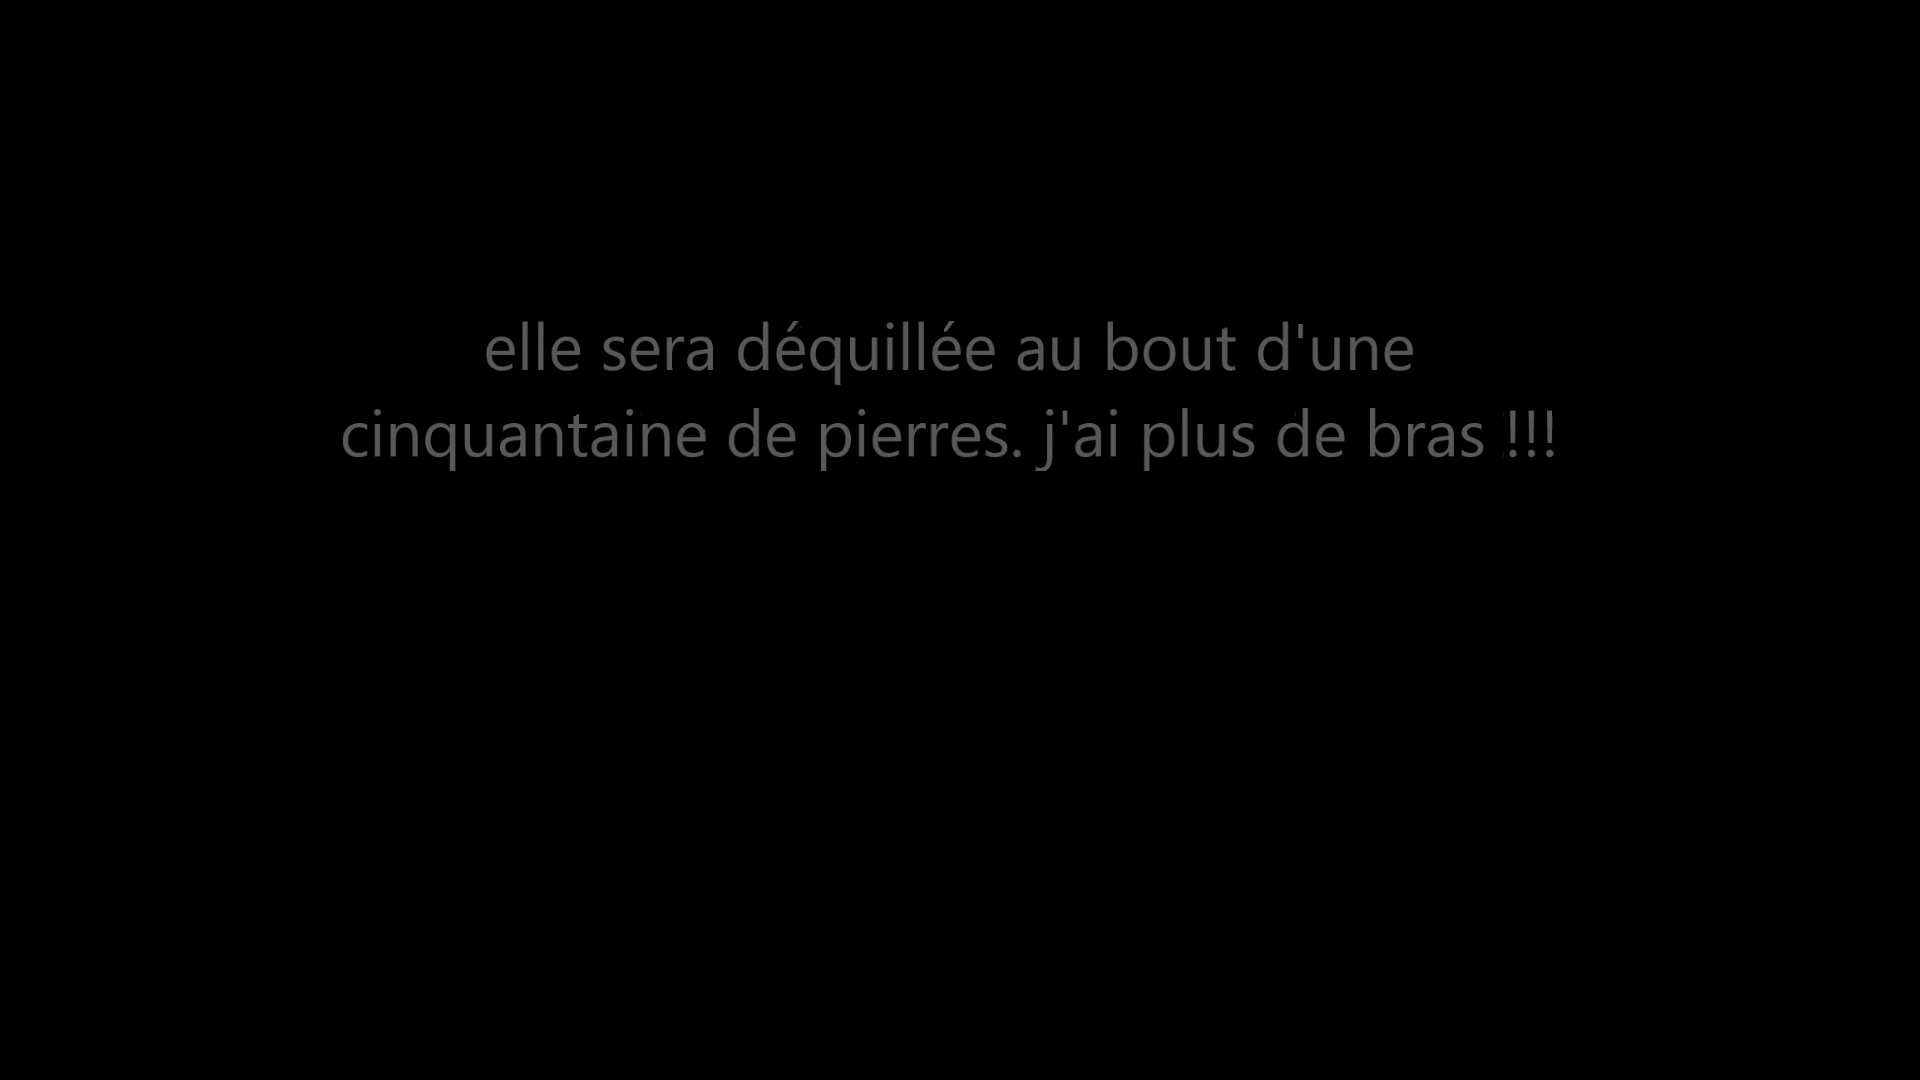 elle sera déquillée au bout d'une
cinquantaine de pierres. j'ai plus de bras !!!